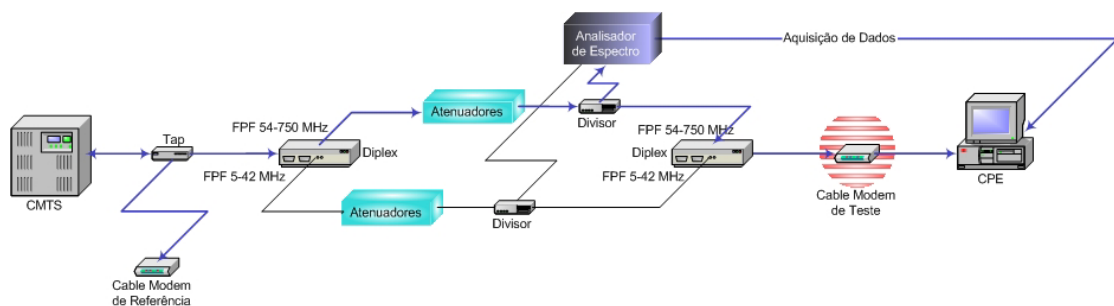 Analisador
de Espectro
Aquisição de Dados
Atenuadores
FPF 54-750 MHz
Divisor
Tap
Diplex
FPF 54-750 MHz
Diplex
FPF 5-42 MHz
FPF 5-42 MHz
CMTS
Atenuadores
Divisor
Cable Modem
de Teste
CPE
Cable Modem
de Referência